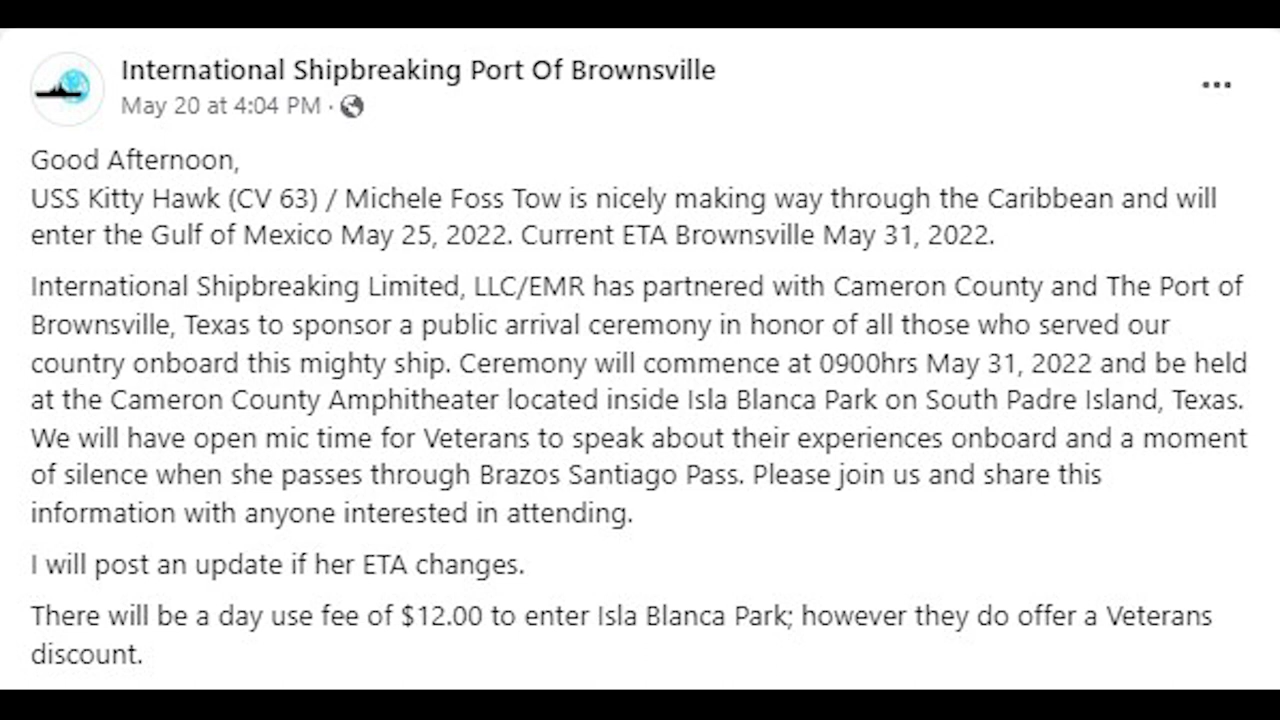 International Shipbreaking Port Of Brownsville
May 20 at 4:04 PM ·
Good Afternoon,
USS Kitty Hawk (CV 63) / Michele Foss Tow is nicely making way through the Caribbean and will
enter the Gulf of Mexico May 25, 2022. Current ETA Brownsville May 31, 2022.
International Shipbreaking Limited, LLC/EMR has partnered with Cameron County and The Port of
Brownsville, Texas to sponsor a public arrival ceremony in honor of all those who served our
country onboard this mighty ship. Ceremony will commence at 0900hrs May 31, 2022 and be held
at the Cameron County Amphitheater located inside Isla Blanca Park on South Padre Island, Texas.
We will have open mic time for Veterans to speak about their experiences onboard and a moment
of silence when she passes through Brazos Santiago Pass. Please join us and share this
information with anyone interested in attending.
I will post an update if her ETA changes.
There will be a day use fee of $12.00 to enter Isla Blanca Park; however they do offer a Veterans
discount.